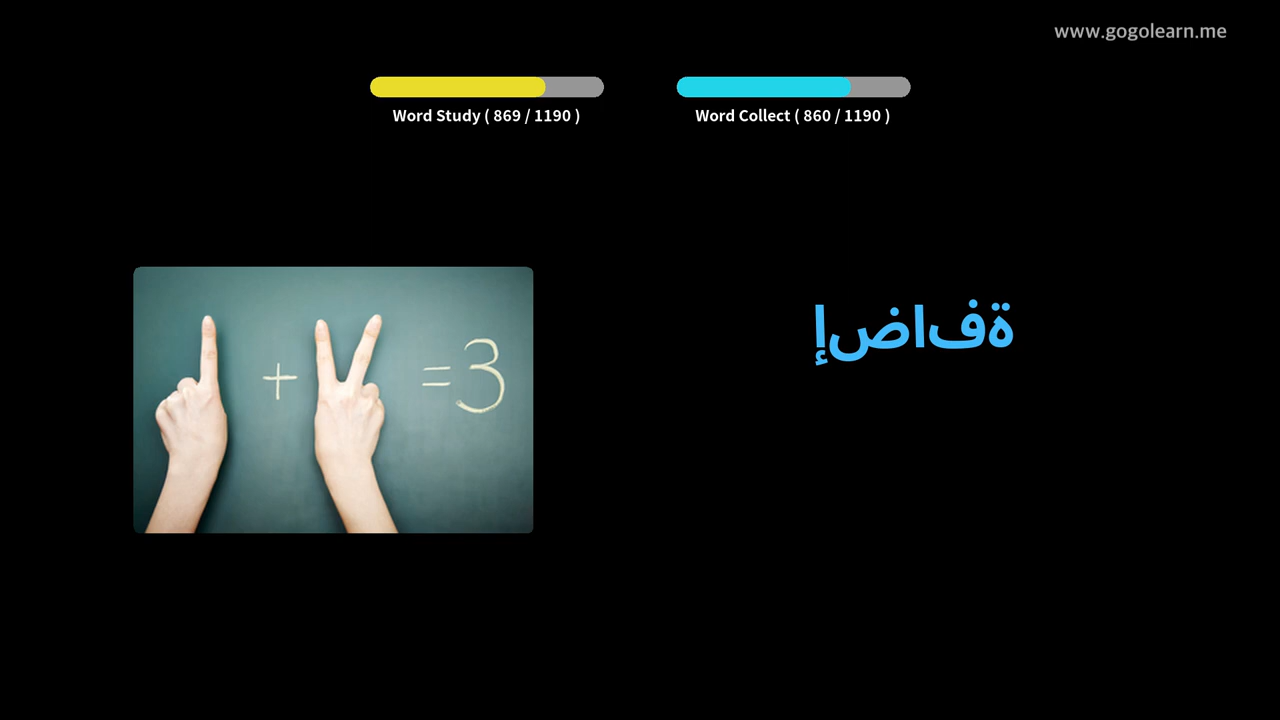 www.gogolearn.me
Word Study ( 869 / 1190 )
Word Collect ( 860 / 1190 )
+ =3
ةفاضإ